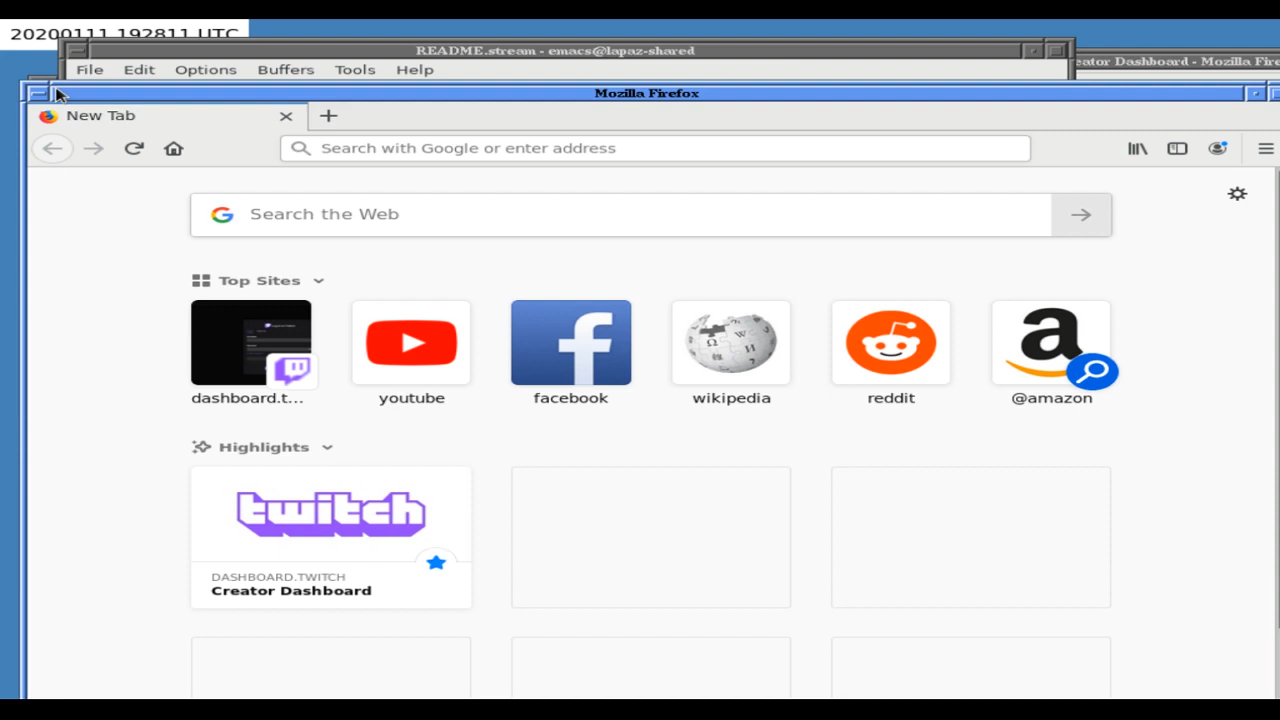 20200111 192811 UTC
README.stream - emacs@lapaz-shared
eator Dashboard - Mozilla Fire
File Edit Options Buffers Tools Help
Mozilla Firefox
New Tab
Search with Google or enter address
Search the Web
Top Sites
dashboard.t... youtube facebook wikipedia reddit @amazon
Highlights
twitch
DASHBOARD.TWITCH
Creator Dashboard